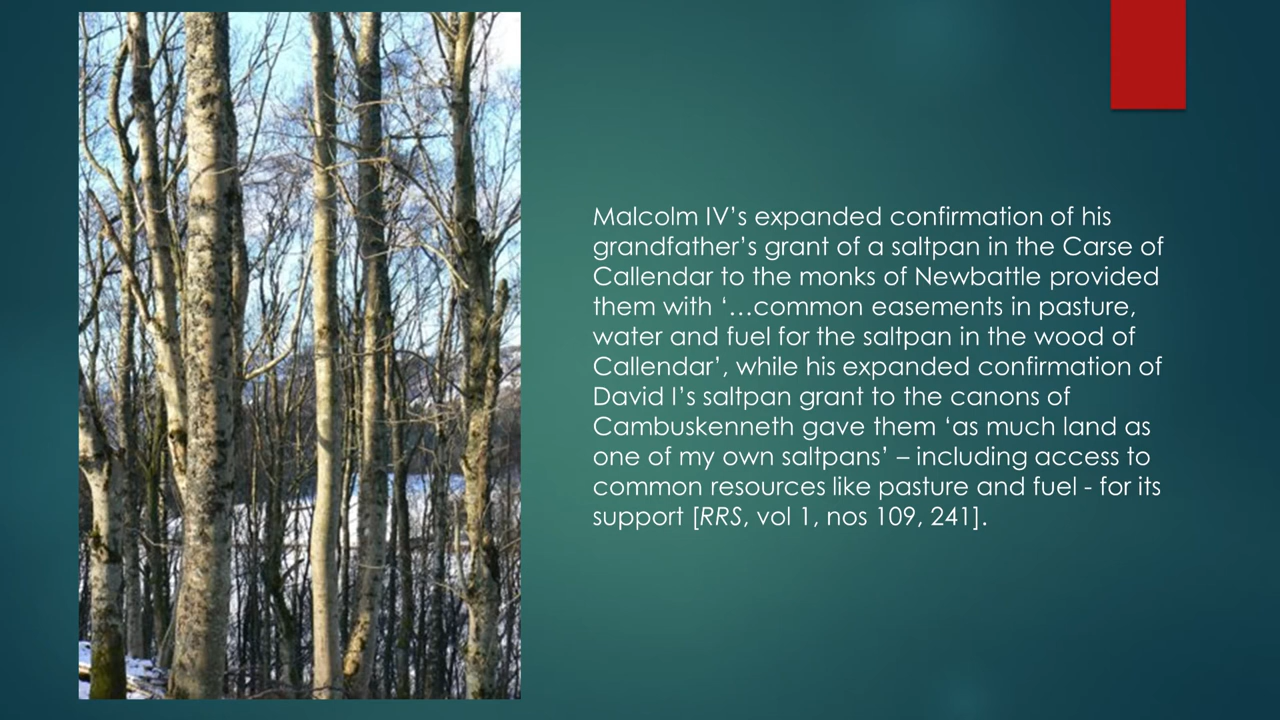 Malcolm IV’s expanded confirmation of his
grandfather’s grant of a saltpan in the Carse of
Callendar to the monks of Newbattle provided
them with ‘…common easements in pasture,
water and fuel for the saltpan in the wood of
Callendar’, while his expanded confirmation of
David I’s saltpan grant to the canons of
Cambuskenneth gave them ‘as much land as
one of my own saltpans’ – including access to
common resources like pasture and fuel - for its
support [RRS, vol 1, nos 109, 241].